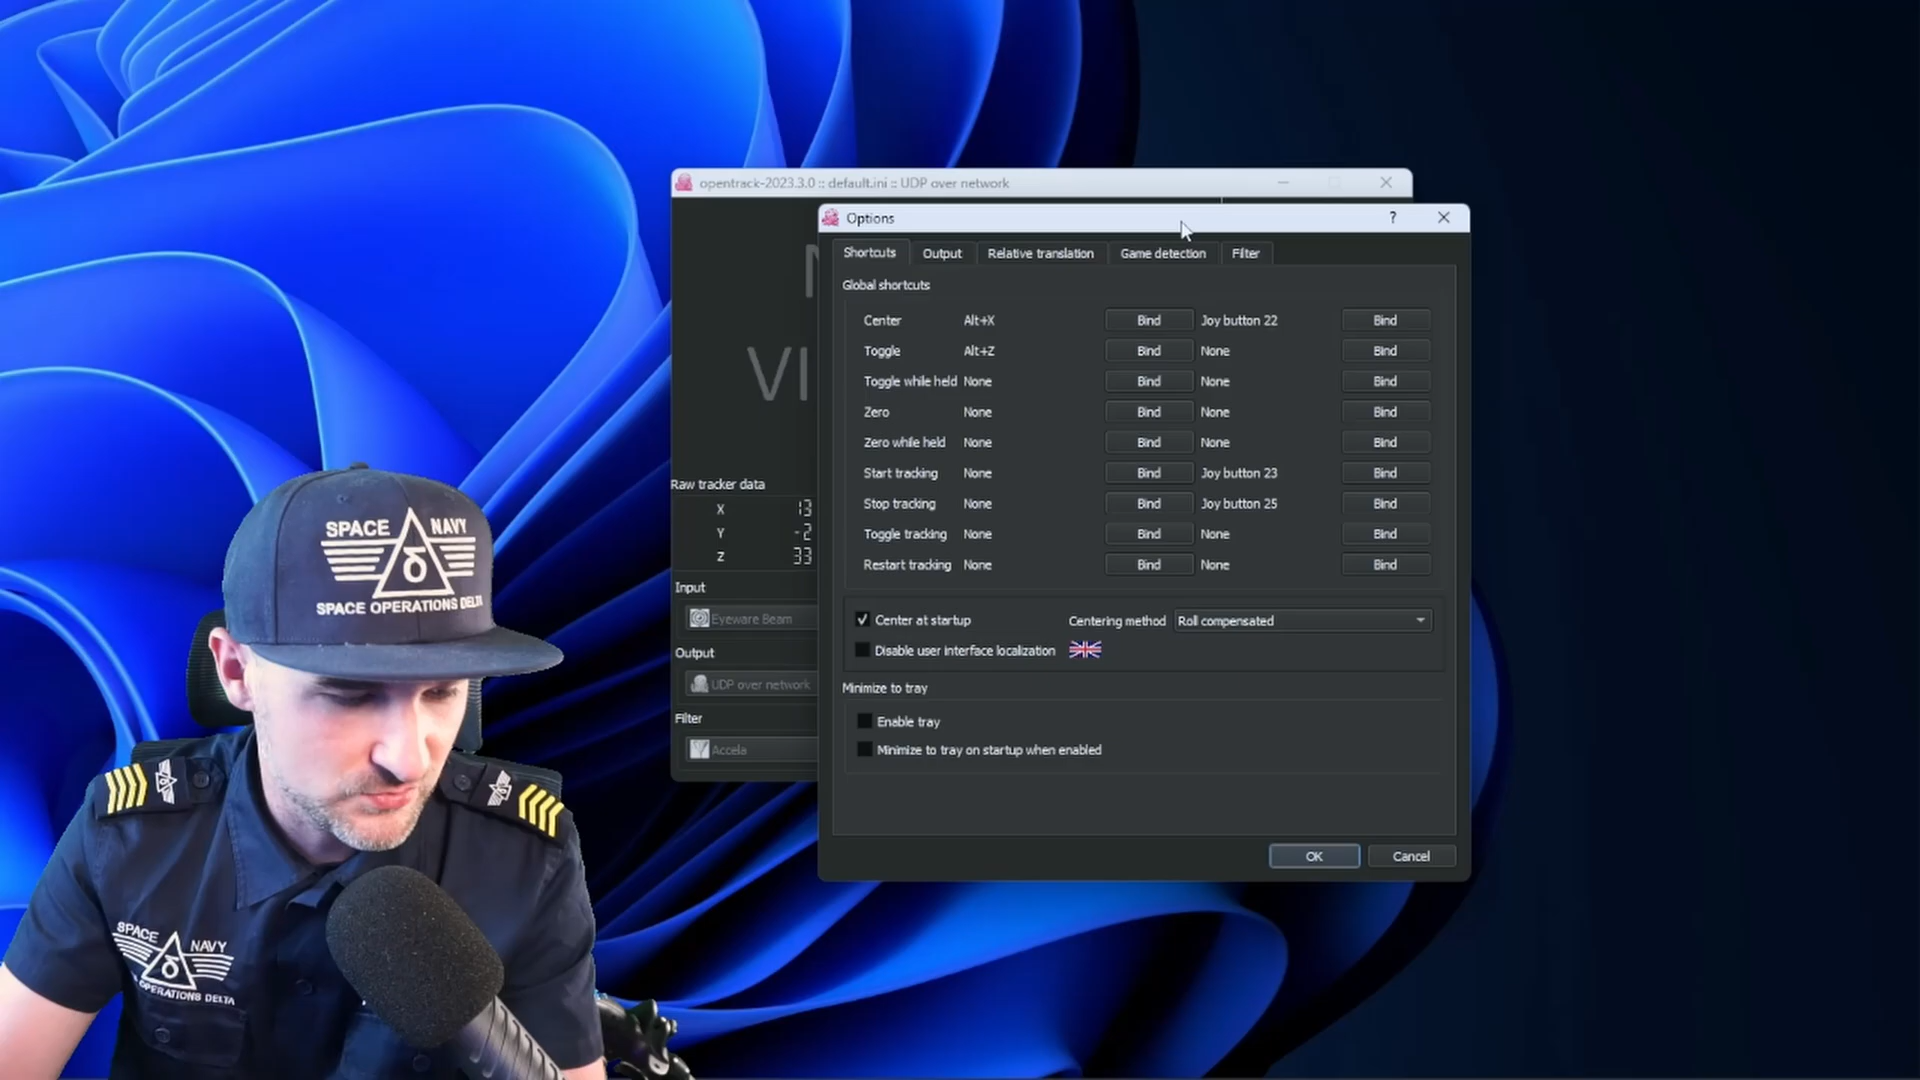 opentrack-2023.3.0 :: default.ini :: UDP over network
Options
?
Shortcuts Output Relative translation Game detection Filter
Global shortcuts
Center Alt+X Bind Joy button 22 Bind
Toggle Alt+Z Bind None Bind
Toggle while held None Bind None Bind
Zero None Bind None Bind
Zero while held None Bind None Bind
Start tracking None Bind Joy button 23 Bind
Stop tracking None Bind Joy button 25 Bind
Toggle tracking None Bind None Bind
Restart tracking None Bind None Bind
Center at startup Centering method Roll compensated
Disable user interface localization
Minimize to tray
Enable tray
Minimize to tray on startup when enabled
OK Cancel
VI
Raw tracker data
X 13
Y -2
Z 33
Input
Eyeware Beam
Output
UDP over network
Filter
Accela
SPACE NAVY
δ
SPACE OPERATIONS DELTA
SPACE NAVY
δ
OPERATIONS DELTA